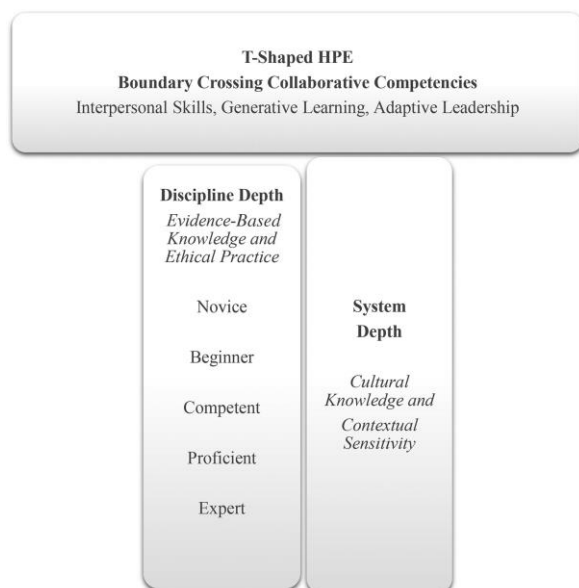 T-Shaped HPE
Boundary Crossing Collaborative Competencies
Interpersonal Skills, Generative Learning, Adaptive Leadership
Discipline Depth
Evidence-Based
Knowledge and
Ethical Practice
Novice
Beginner
Competent
Proficient
Expert
System
Depth
Cultural
Knowledge and
Contextual
Sensitivity